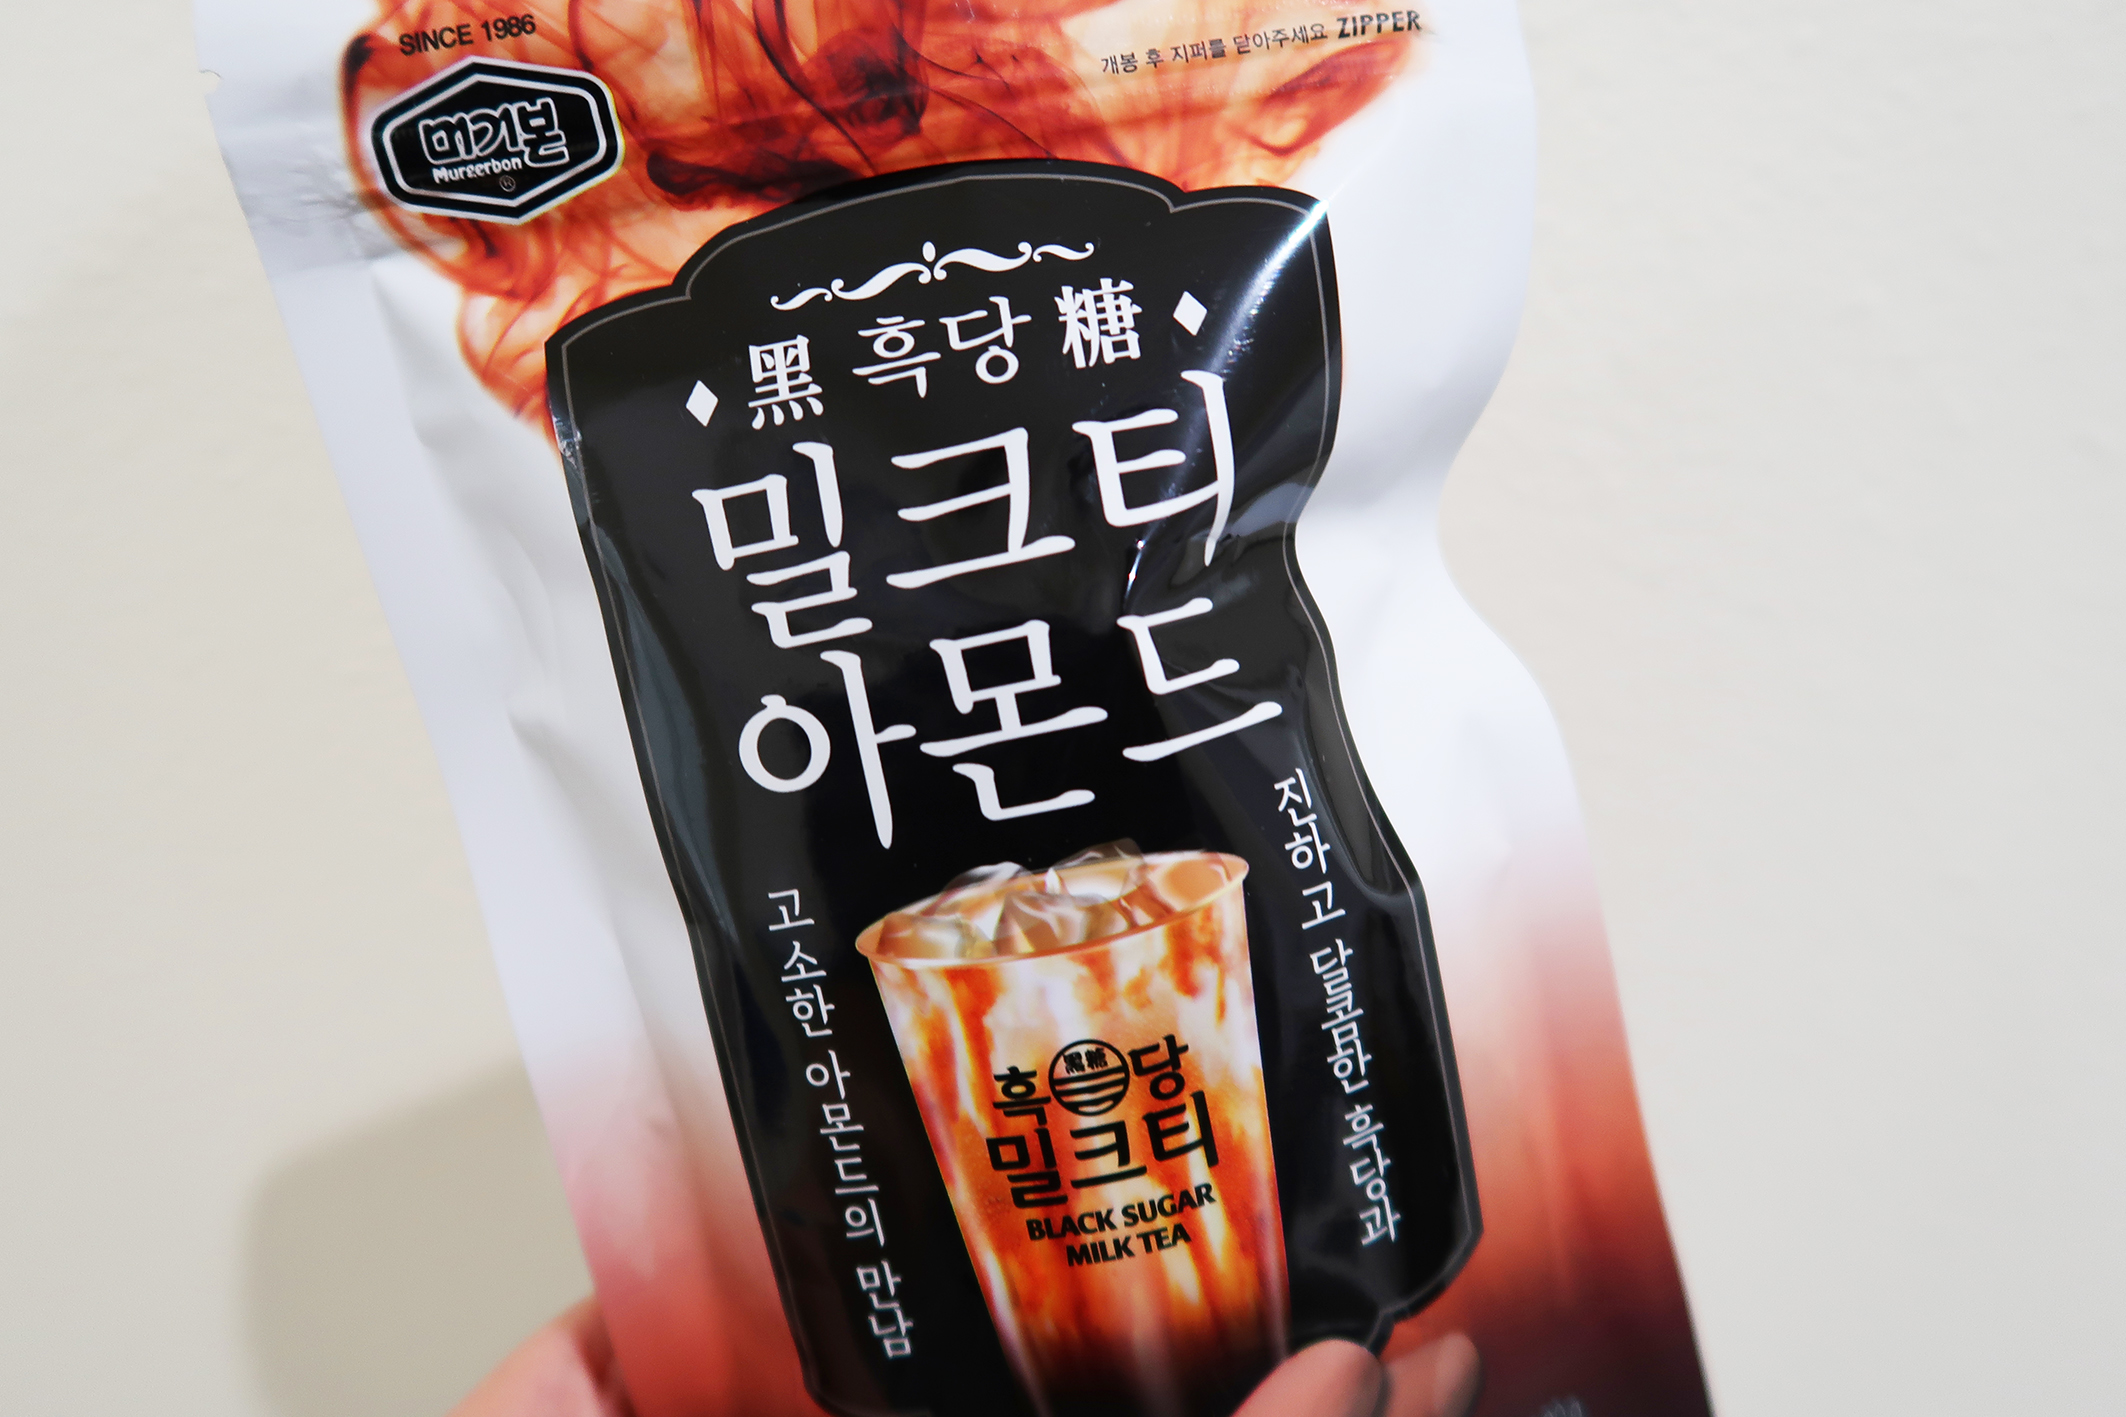 SINCE 1986
머거본
Murgerbon
®
개봉 후 지퍼를 닫아주세요 ZIPPER
黑 흑당 糖
밀크티
아몬드
진하고 달콤한 흑당과
고소한 아몬드의 만남
흑 黑糖 당
밀크티
BLACK SUGAR
MILK TEA